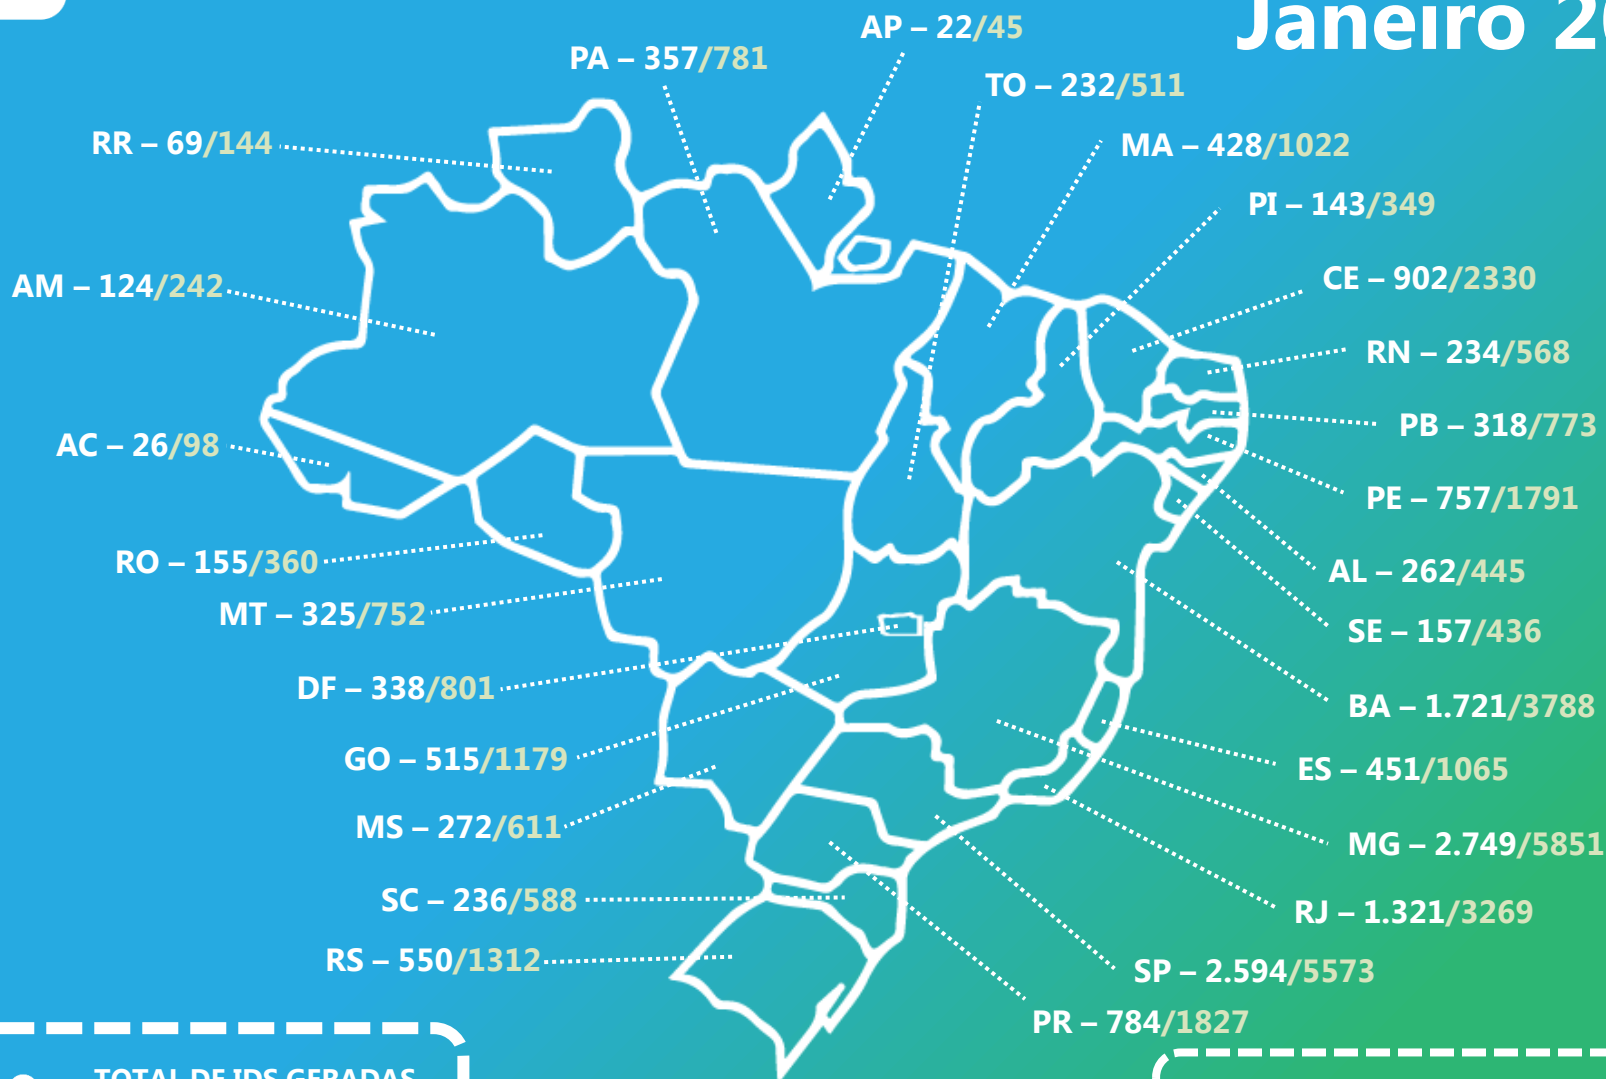 Janeiro 2
AP – 22/45
PA – 357/781
TO – 232/511
RR – 69/144
MA – 428/1022
PI – 143/349
AM – 124/242
CE – 902/2330
RN – 234/568
AC – 26/98
PB – 318/773
PE – 757/1791
RO – 155/360
AL – 262/445
MT – 325/752
SE – 157/436
DF – 338/801
BA – 1.721/3788
GO – 515/1179
ES – 451/1065
MS – 272/611
MG – 2.749/5851
SC – 236/588
RJ – 1.321/3269
RS – 550/1312
SP – 2.594/5573
PR – 784/1827
TOTAL DE IDS GERADAS